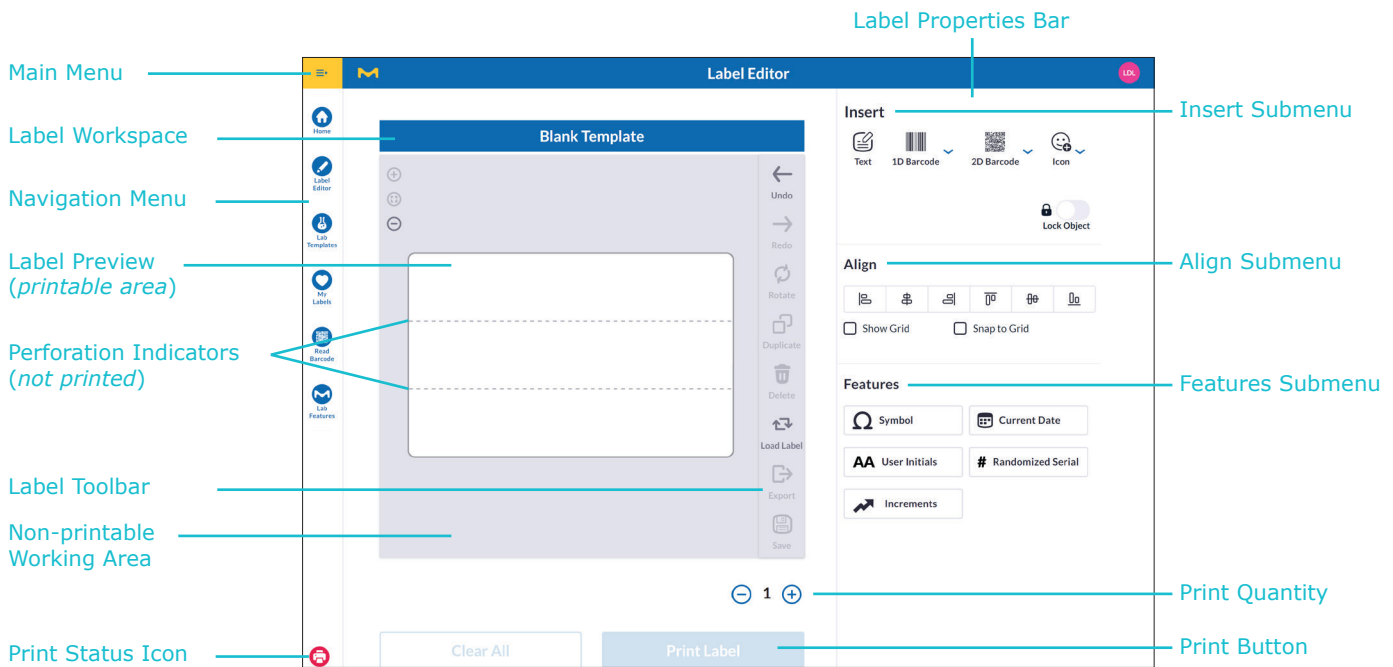 Label Properties Bar
Main Menu
Label Workspace
Navigation Menu
Label Preview
(printable area)
Perforation Indicators
(not printed)
Label Toolbar
Non-printable
Working Area
Print Status Icon
Label Editor
LDL
Home
Label
Editor
Lab
Templates
My
Labels
Read
Barcode
Lab
Features
Blank Template
Undo
Redo
Rotate
Duplicate
Delete
Load Label
Export
Save
1
Clear All
Print Label
Insert
Text
1D Barcode
2D Barcode
Icon
Lock Object
Align
Show Grid
Snap to Grid
Features
Ω Symbol
Current Date
AA User Initials
# Randomized Serial
Increments
Insert Submenu
Align Submenu
Features Submenu
Print Quantity
Print Button